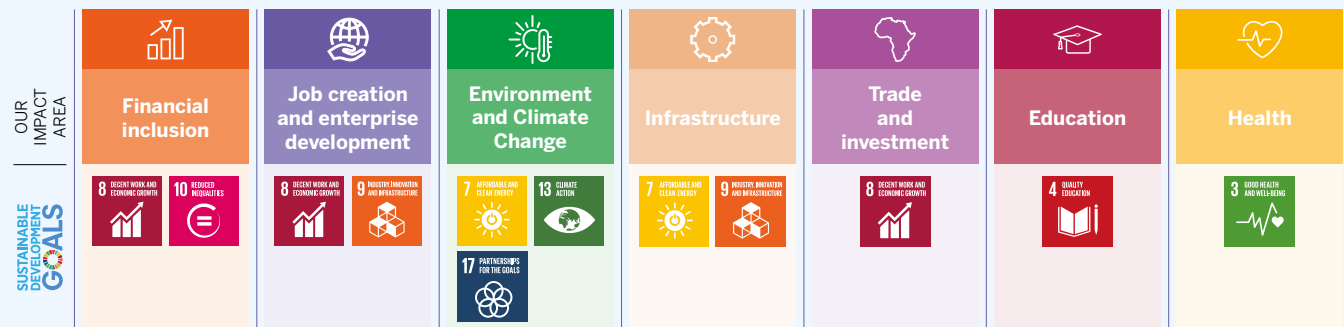 OUR
IMPACT
AREA
Financial
inclusion
Job creation
and enterprise
development
Environment
and Climate
Change
Infrastructure
Trade
and
investment
Education
Health
SUSTAINABLE
DEVELOPMENT
GOALS
8 DECENT WORK AND
ECONOMIC GROWTH
10 REDUCED
INEQUALITIES
8 DECENT WORK AND
ECONOMIC GROWTH
9 INDUSTRY, INNOVATION
AND INFRASTRUCTURE
7 AFFORDABLE AND
CLEAN ENERGY
13 CLIMATE
ACTION
17 PARTNERSHIPS
FOR THE GOALS
7 AFFORDABLE AND
CLEAN ENERGY
9 INDUSTRY, INNOVATION
AND INFRASTRUCTURE
8 DECENT WORK AND
ECONOMIC GROWTH
4 QUALITY
EDUCATION
3 GOOD HEALTH
AND WELL-BEING